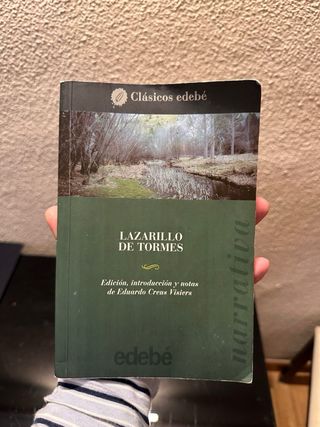 Clásicos edebé
LAZARILLO
DE TORMES
Edición, introducción y notas
de Eduardo Creus Visiers
narrativa
edebé